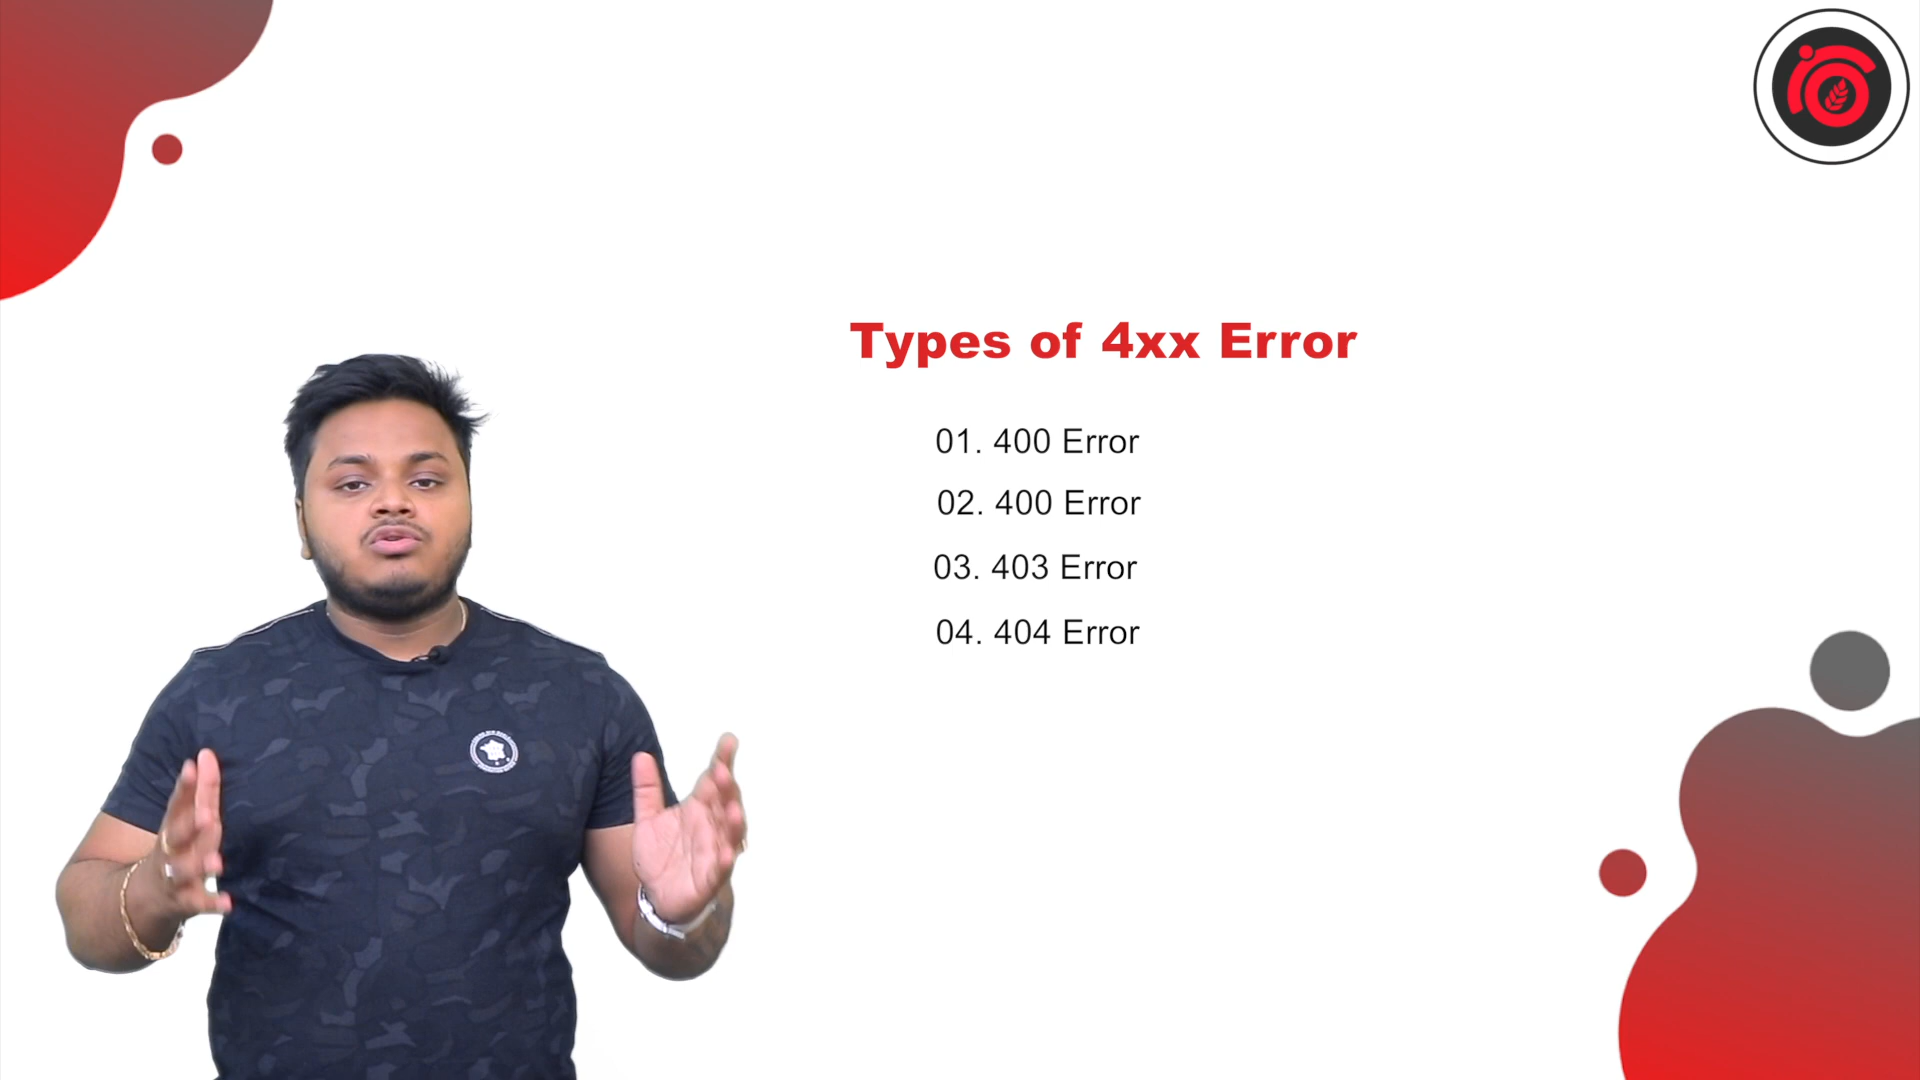 Types of 4xx Error
01. 400 Error
02. 400 Error
03. 403 Error
04. 404 Error